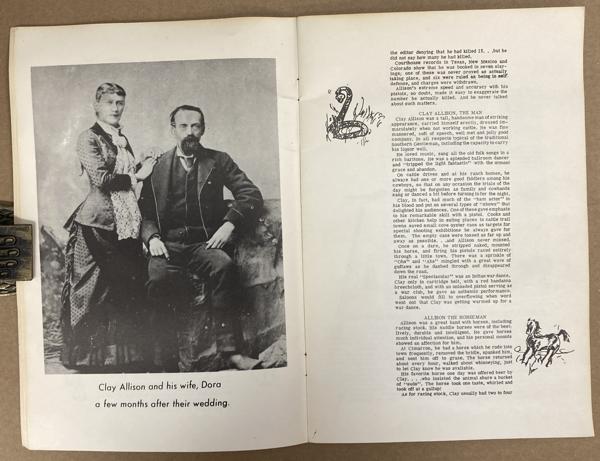 Clay Allison and his wife, Dora
a few months after their wedding.
the editor denying that he had killed 15. . .but he
did not say how many he had killed.
Courthouse records in Texas, New Mexico and
Colorado show that he was booked in seven slay-
ings; one of these was never proved as actually
taking place, and six were ruled as being in self
defense, and charges were withdrawn.
Allison's extreme speed and accuracy with his
pistols, no doubt, made it easy to exaggerate the
number he actually killed. And he never talked
about such matters.
CLAY ALLISON, THE MAN
Clay Allison was a tall, handsome man of striking
appearance, carried himself erectly, dressed im-
maculately when not working cattle. He was fine
mannered, soft of speech, well met and jolly good
company. In all respects typical of the traditional
Southern Gentleman, including the capacity to carry
his liquor well.
He loved music, sang all the old folk songs in a
rich baritone. He was a splendid ballroom dancer
and "tripped the light fantastic" with the utmost
grace and abandon.
On cattle drives and at his ranch homes, he
always had one or more good fiddlers among his
cowboys, so that on any occasion the trials of the
day might be forgotten as family and cowhands
sang or danced a bit before turning in for the night.
Clay, in fact, had much of the "ham actor" in
his blood and put on several types of "shows" that
delighted his audiences. One of these gave emphasis
to his remarkable skill with a pistol. Cooks and
other kitchen help in eating places in cattle trail
towns saved small cove oyster cans as targets for
special shooting exhibitions he always gave for
them. The empty cans were tossed as far up and
away as possible. . .and Allison never missed.
Once on a dare, he stripped naked, mounted
his horse, and firing his pistols raced entirely
through a little town. There was a sprinkle of
"Ohs" and "Ahs" mingled with a great wave of
guffaws as he dashed through and disappeared
down the road.
His real "Spectacular" was an Indian war dance.
Clay only in cartridge belt, with a red bandana
breechcloth, and with an unloaded pistol serving as
a war club, he gave an authentic performance.
Saloons would fill to overflowing when word
went out that Clay was getting warmed up for a
war dance.
ALLISON THE HORSEMAN
Allison was a great hand with horses, including
racing stock. His saddle horses were of the best,
lively, durable and intelligent. He gave horses
much individual attention, and his personal mounts
showed an affection for him.
At Cimarron, he had a horse which he rode into
town frequently, removed the bridle, spanked him,
and sent him off to graze. The horse returned
about every hour, walked about whinneying, just
to let Clay know he was available.
His favorite horse one day was offered beer by
Clay. . . .who insisted the animal share a bucket
of "suds". The horse took one taste, whirled and
took off at a gallop!
As for racing stock, Clay usually had two to four